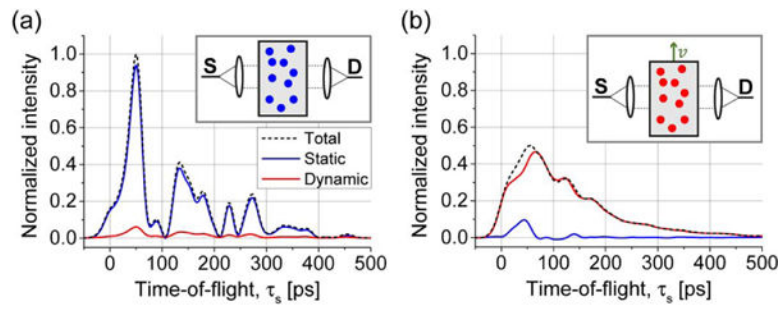 (a)
Normalized intensity
1.0
0.8
0.6
0.4
0.2
0.0
S
D
Total
Static
Dynamic
0 100 200 300 400 500
Time-of-flight, τs [ps]
(b)
Normalized intensity
1.0
0.8
0.6
0.4
0.2
0.0
v
S
D
0 100 200 300 400 500
Time-of-flight, τs [ps]